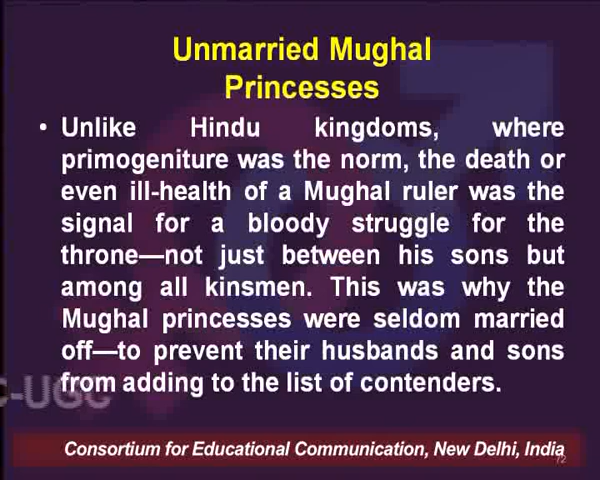 Unmarried Mughal
Princesses
• Unlike Hindu kingdoms, where
primogeniture was the norm, the death or
even ill-health of a Mughal ruler was the
signal for a bloody struggle for the
throne—not just between his sons but
among all kinsmen. This was why the
Mughal princesses were seldom married
off—to prevent their husbands and sons
from adding to the list of contenders.
C-UGC
Consortium for Educational Communication, New Delhi, India
72